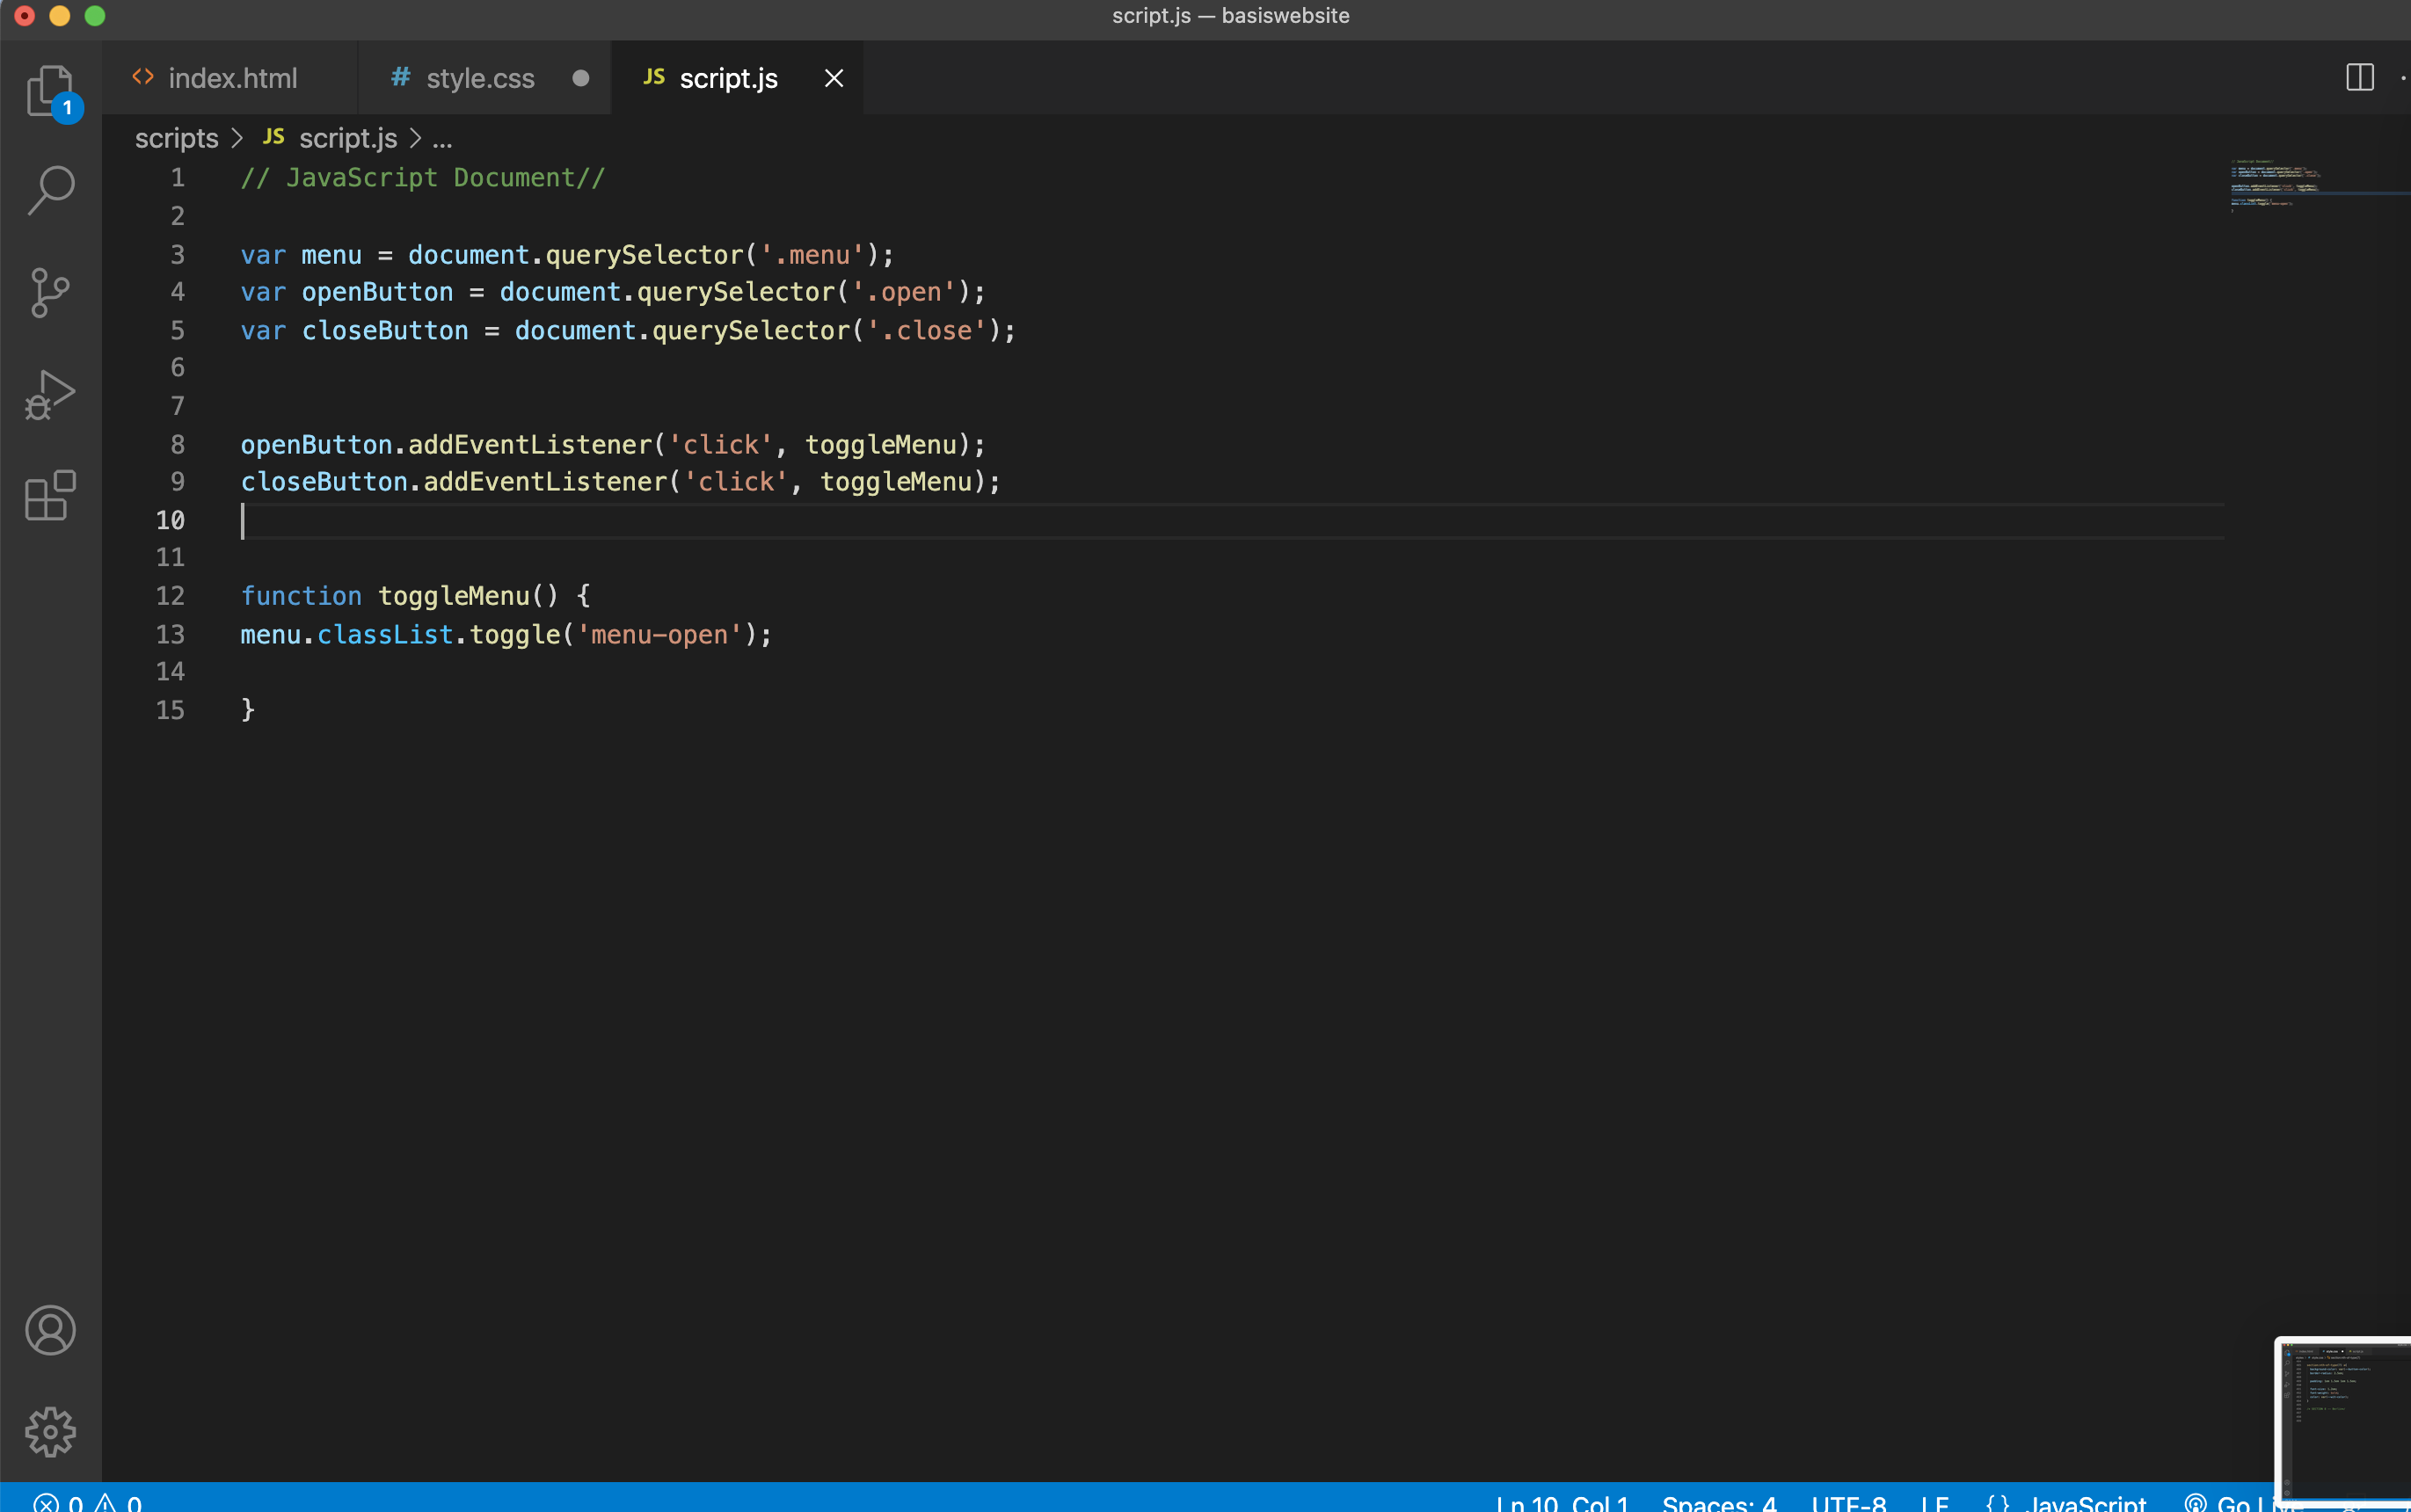 script.js — basiswebsite
1
<> index.html
# style.css
JS script.js
scripts > JS script.js > ...
1 // JavaScript Document//
2
3 var menu = document.querySelector('.menu');
4 var openButton = document.querySelector('.open');
5 var closeButton = document.querySelector('.close');
6
7
8 openButton.addEventListener('click', toggleMenu);
9 closeButton.addEventListener('click', toggleMenu);
10
11
12 function toggleMenu() {
13 menu.classList.toggle('menu-open');
14
15 }
0 0 Ln 10, Col 1 Spaces: 4 UTF-8 LF {} JavaScript Go